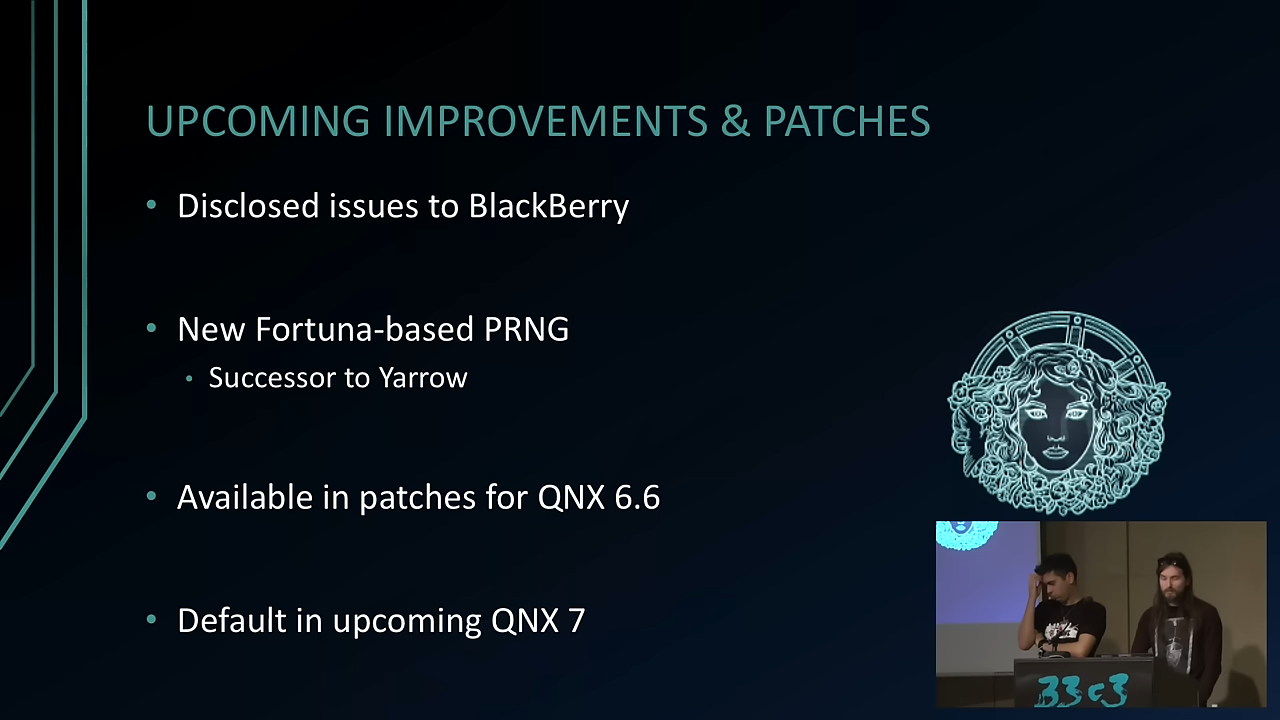 UPCOMING IMPROVEMENTS & PATCHES
• Disclosed issues to BlackBerry
• New Fortuna-based PRNG
• Successor to Yarrow
• Available in patches for QNX 6.6
• Default in upcoming QNX 7
33c3